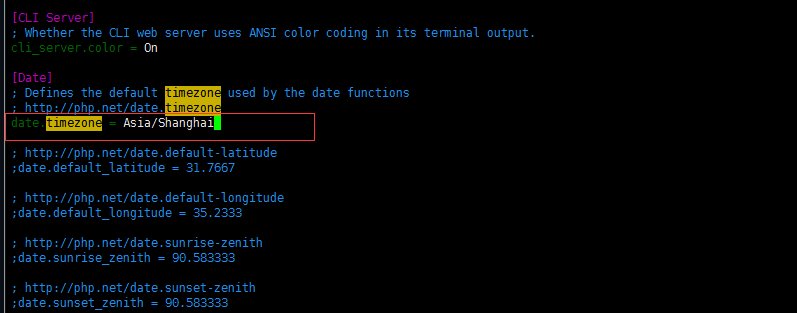 [CLI Server]
; Whether the CLI web server uses ANSI color coding in its terminal output.
cli_server.color = On
[Date]
; Defines the default timezone used by the date functions
; http://php.net/date.timezone
date.timezone = Asia/Shanghai
; http://php.net/date.default-latitude
;date.default_latitude = 31.7667
; http://php.net/date.default-longitude
;date.default_longitude = 35.2333
; http://php.net/date.sunrise-zenith
;date.sunrise_zenith = 90.583333
; http://php.net/date.sunset-zenith
;date.sunset_zenith = 90.583333